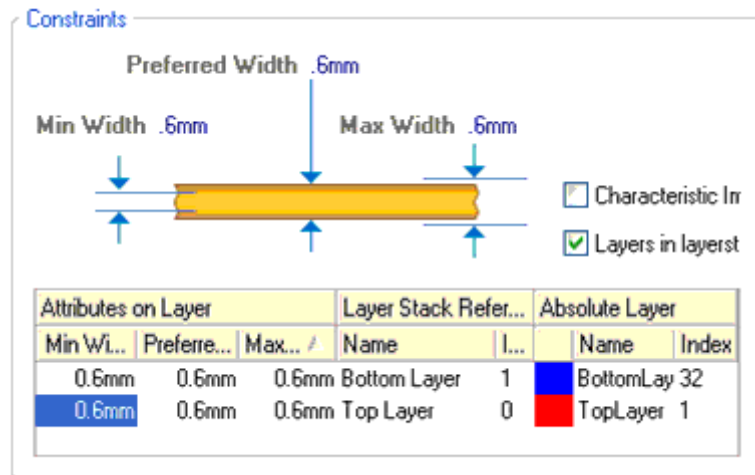 Constraints
Preferred Width .6mm
Min Width .6mm Max Width .6mm
Characteristic Im
Layers in layerst
Attributes on Layer Layer Stack Refer... Absolute Layer
Min Wi... Preferre... Max... Name I... Name Index
0.6mm 0.6mm 0.6mm Bottom Layer 1 BottomLay 32
0.6mm 0.6mm 0.6mm Top Layer 0 TopLayer 1